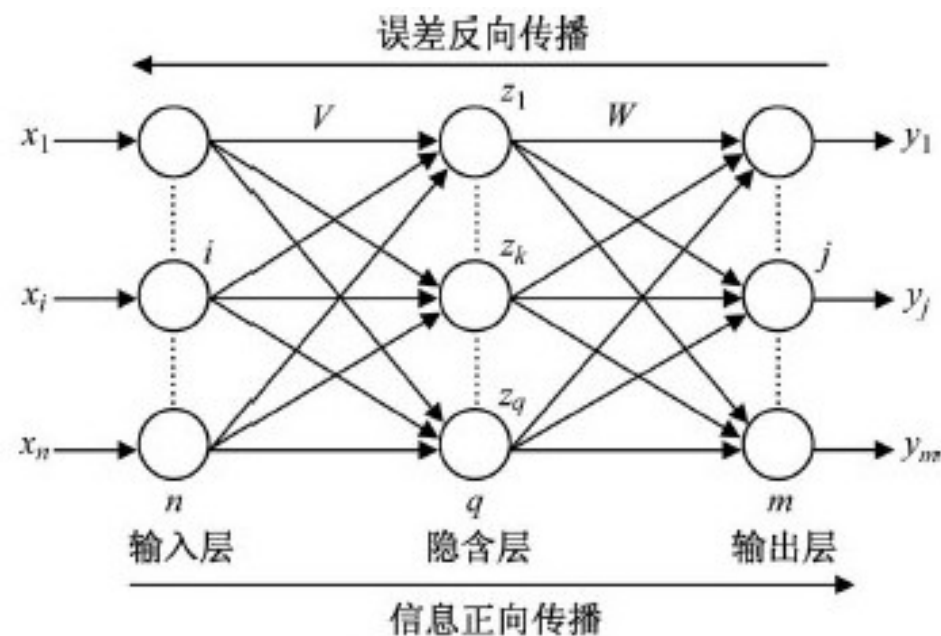 误差反向传播
z1
x1 V W y1
i zk j
xi yj
zq
xn ym
n q m
输入层 隐含层 输出层
信息正向传播